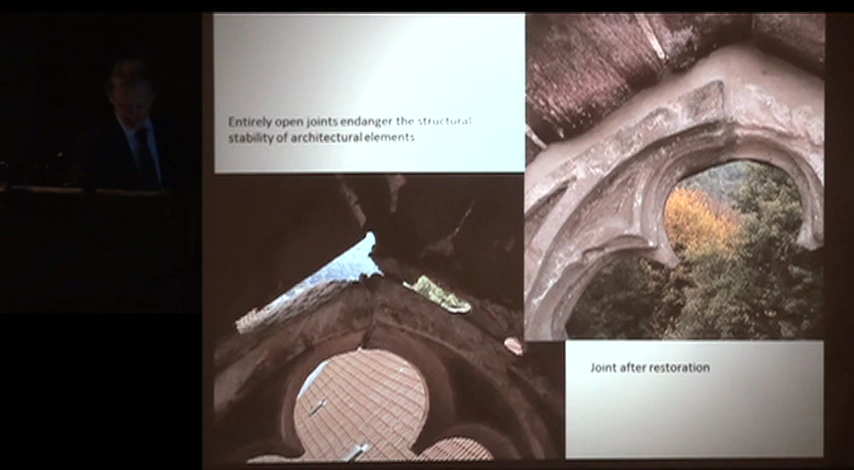 Entirely open joints endanger the structural
stability of architectural elements
Joint after restoration